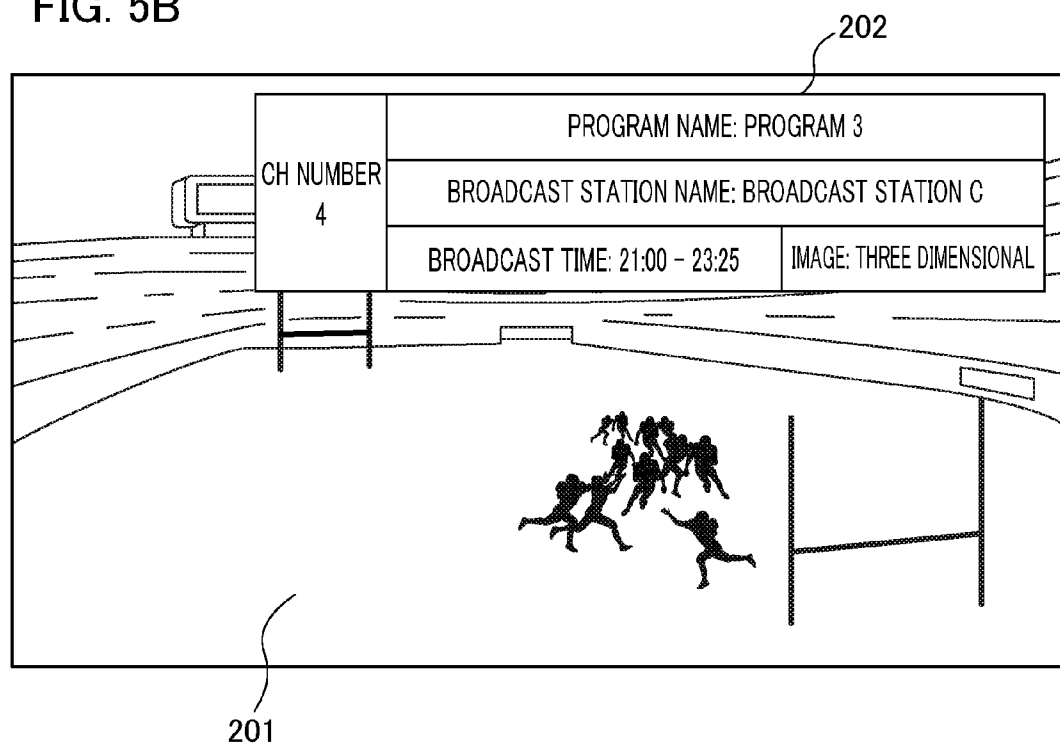 FIG. 5B
202
PROGRAM NAME: PROGRAM 3
CH NUMBER
4
BROADCAST STATION NAME: BROADCAST STATION C
BROADCAST TIME: 21:00 – 23:25
IMAGE: THREE DIMENSIONAL
201